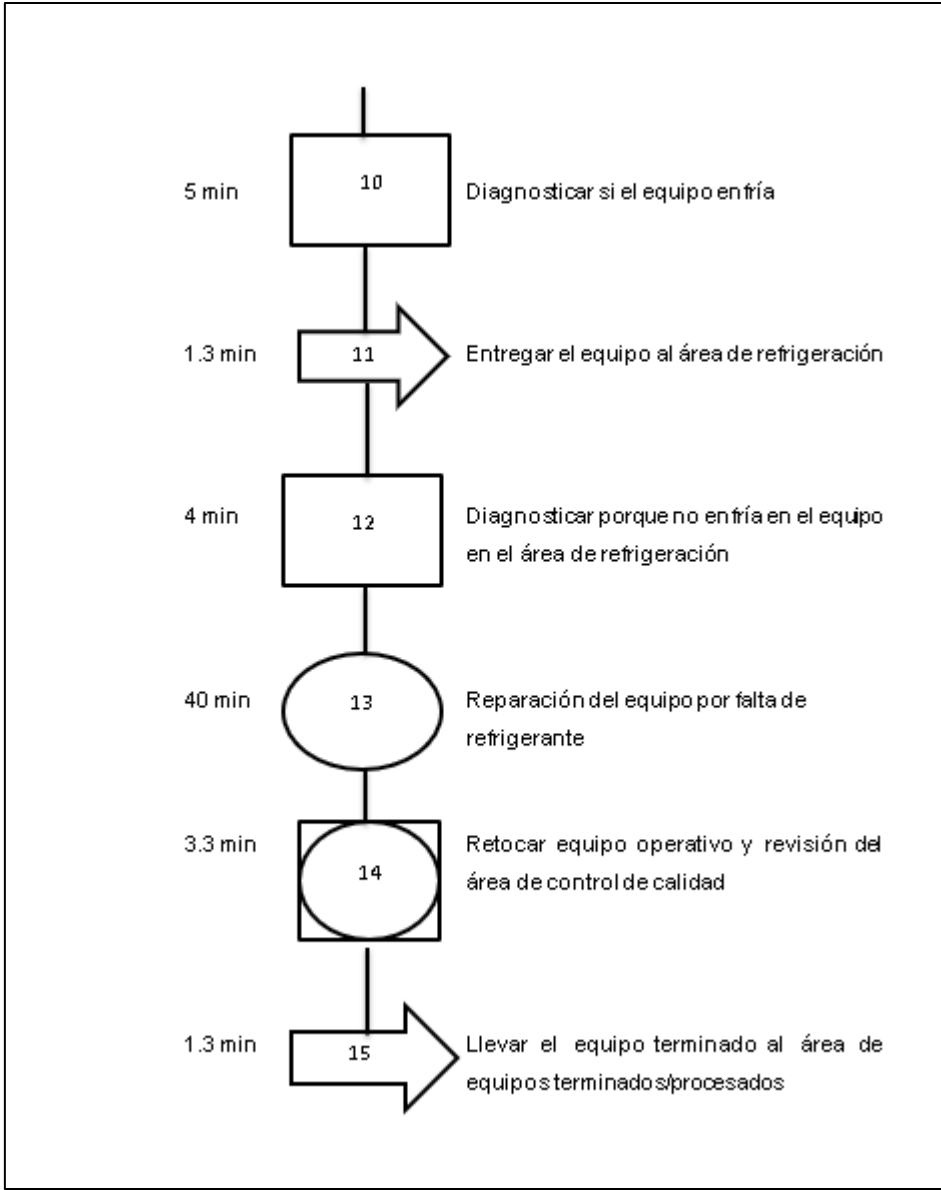 5 min
10
Diagnosticar si el equipo enfría
1.3 min
11
Entregar el equipo al área de refrigeración
4 min
12
Diagnosticar porque no enfría en el equipo
en el área de refrigeración
40 min
13
Reparación del equipo por falta de
refrigerante
3.3 min
14
Retocar equipo operativo y revisión del
área de control de calidad
1.3 min
15
Llevar el equipo terminado al área de
equipos terminados/procesados